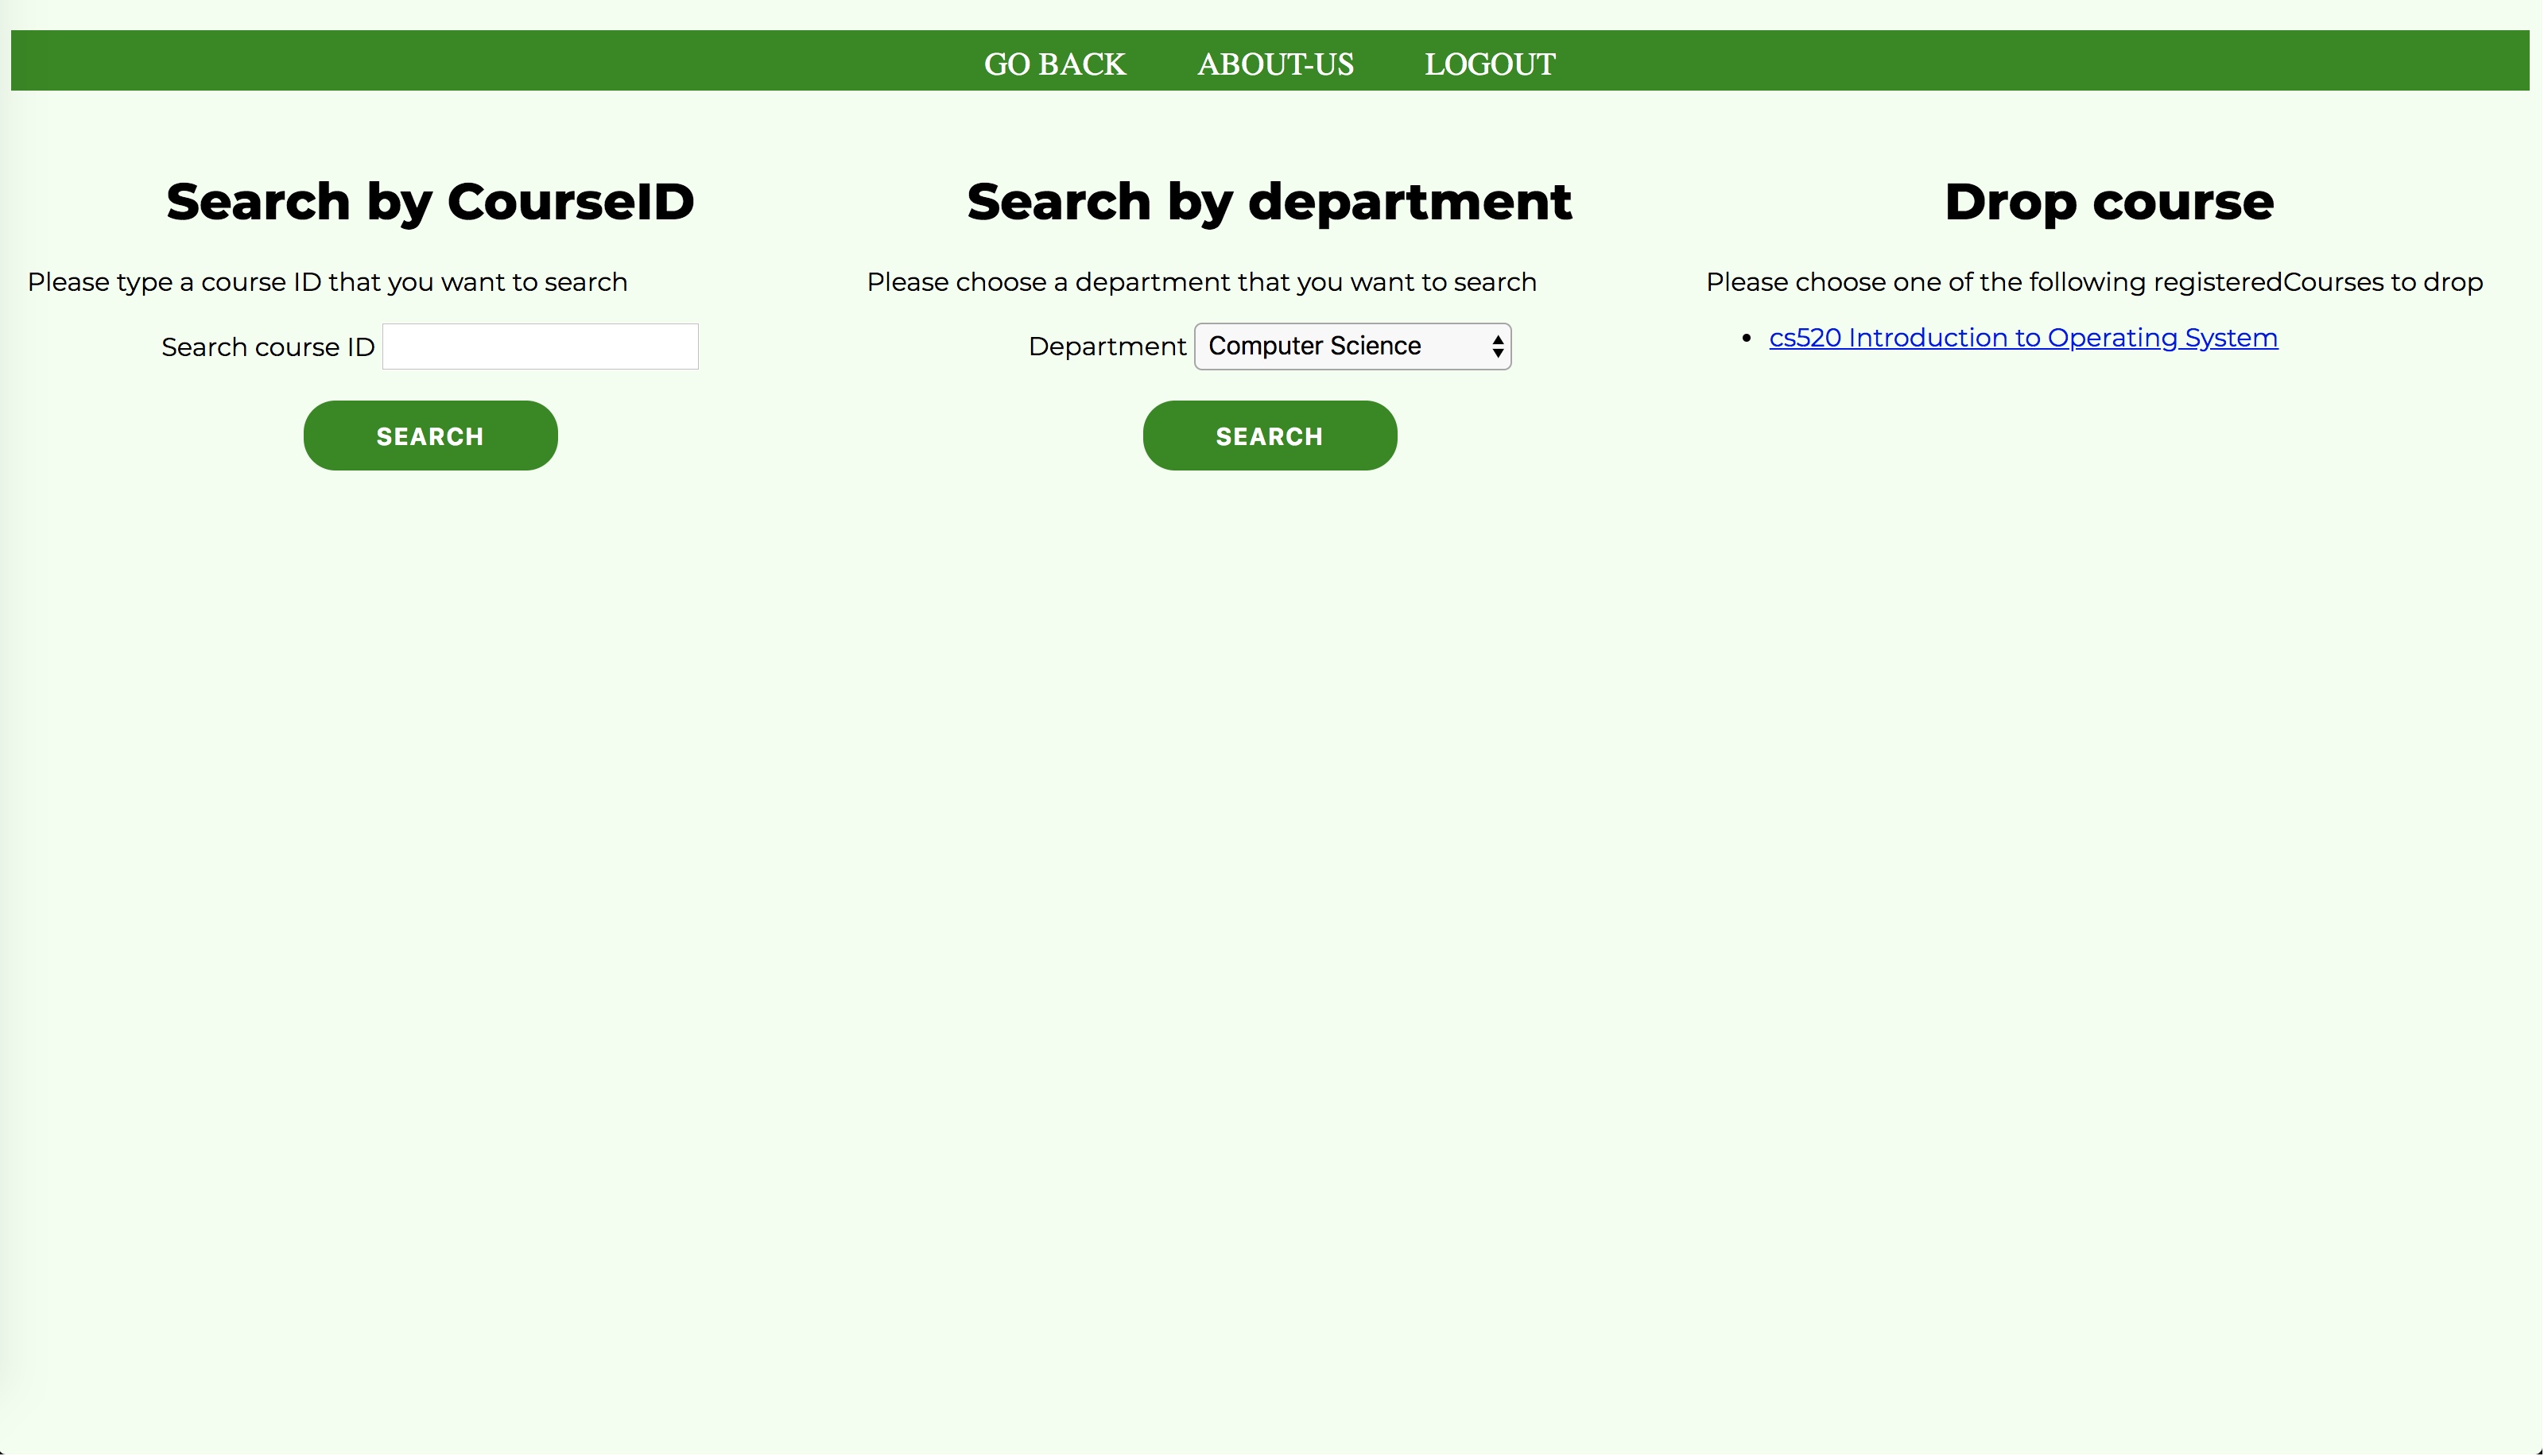 GO BACK ABOUT-US LOGOUT
Search by CourseID
Please type a course ID that you want to search
Search course ID
SEARCH
Search by department
Please choose a department that you want to search
Department Computer Science
SEARCH
Drop course
Please choose one of the following registeredCourses to drop
cs520 Introduction to Operating System